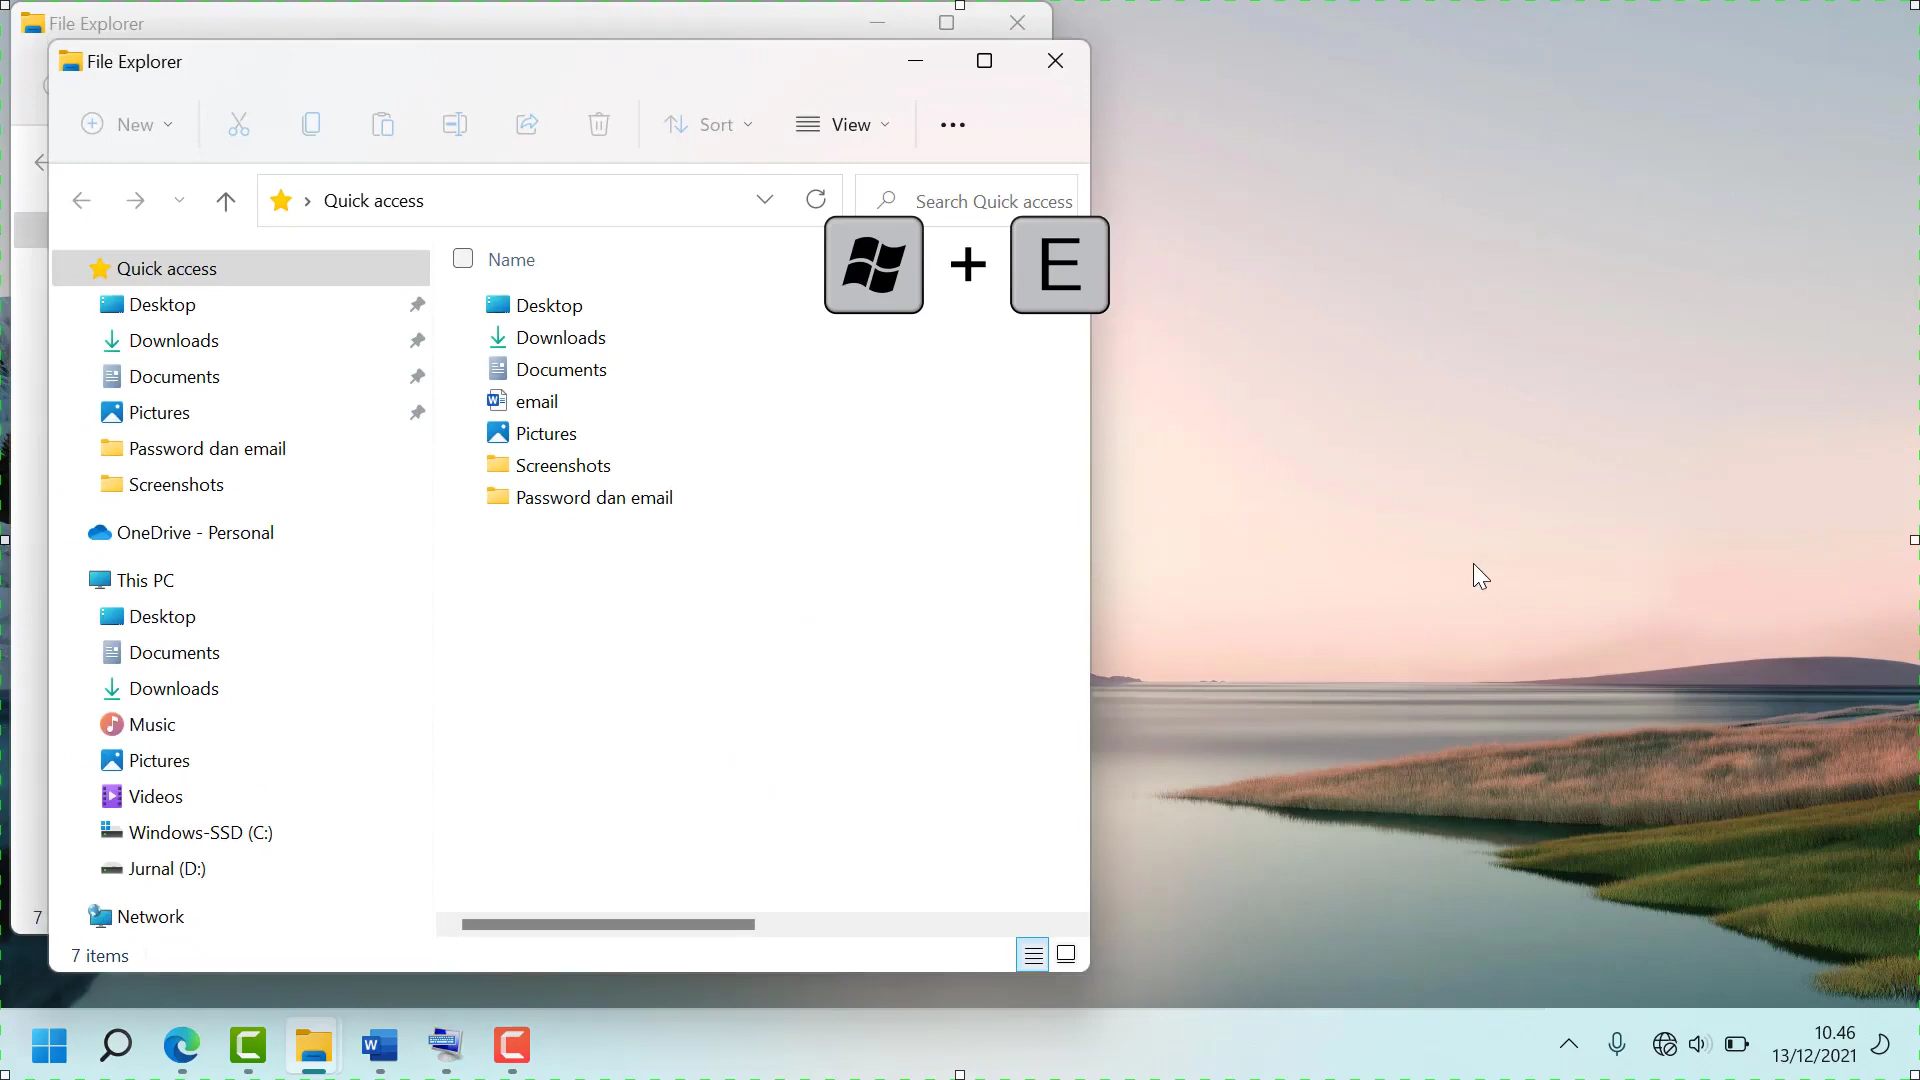 File Explorer
File Explorer
New
Sort
View
Quick access
Search Quick access
+ E
Quick access
Desktop
Downloads
Documents
Pictures
Password dan email
Screenshots
OneDrive - Personal
This PC
Desktop
Documents
Downloads
Music
Pictures
Videos
Windows-SSD (C:)
Jurnal (D:)
Network
Name
Desktop
Downloads
Documents
email
Pictures
Screenshots
Password dan email
7
7 items
10.46
13/12/2021